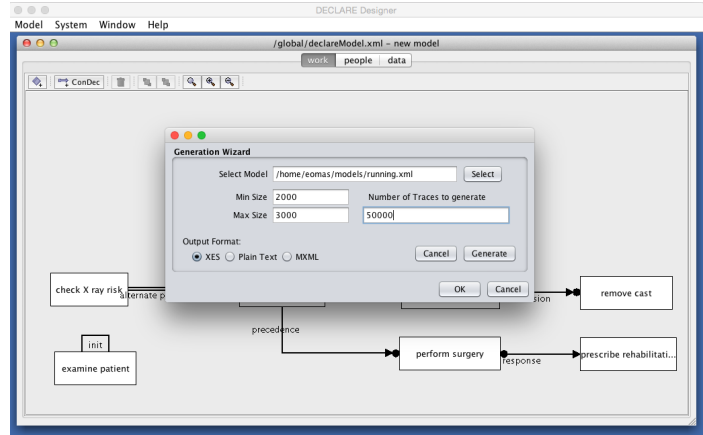 DECLARE Designer
Model System Window Help
/global/declareModel.xml – new model
work people data
ConDec
Generation Wizard
Select Model /home/eomas/models/running.xml Select
Min Size 2000 Number of Traces to generate
Max Size 3000 50000
Output Format:
XES Plain Text MXML Cancel Generate
OK Cancel
check X ray risk alternate p sion remove cast
precedence
init
examine patient perform surgery response prescribe rehabilitati...